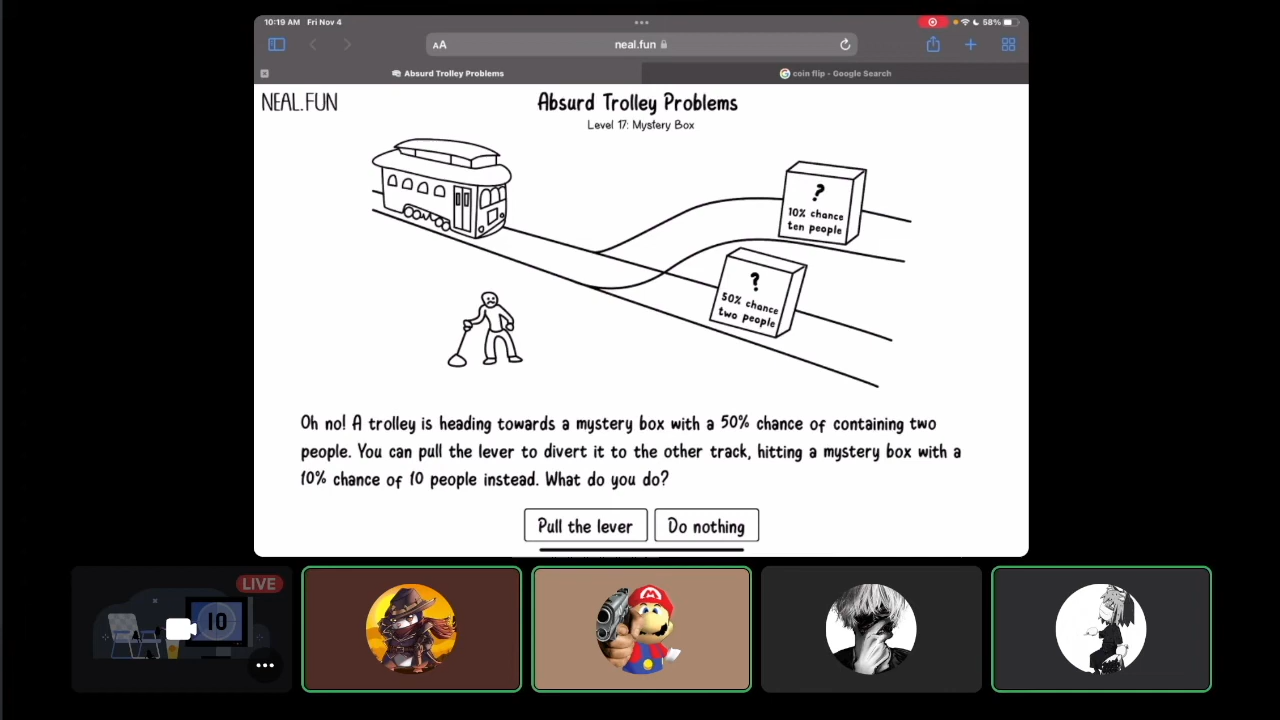 10:19 AM Fri Nov 4
58%
AA
neal.fun
Absurd Trolley Problems
coin flip - Google Search
NEAL.FUN
Absurd Trolley Problems
Level 17: Mystery Box
?
10% chance
ten people
?
50% chance
two people
Oh no! A trolley is heading towards a mystery box with a 50% chance of containing two
people. You can pull the lever to divert it to the other track, hitting a mystery box with a
10% chance of 10 people instead. What do you do?
Pull the lever
Do nothing
LIVE
10
M